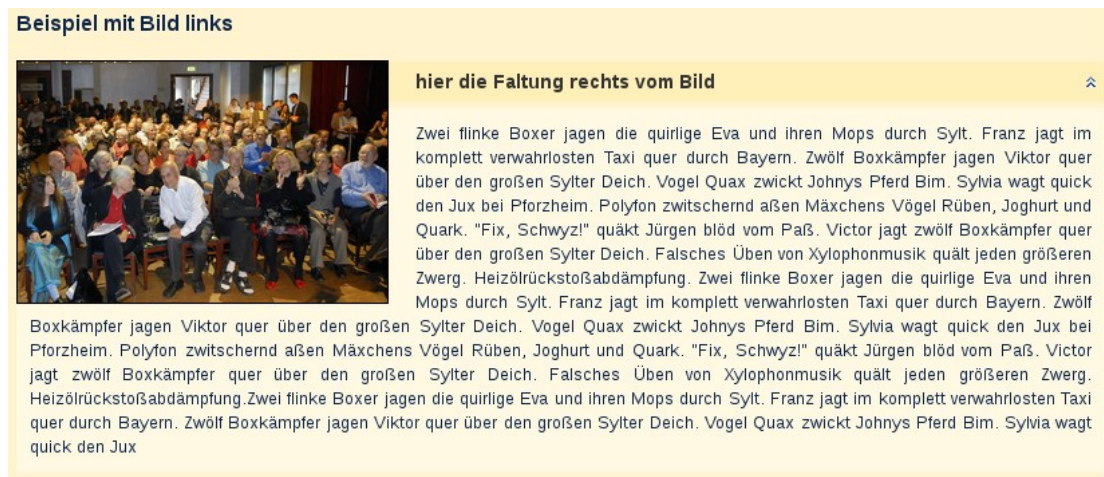 Beispiel mit Bild links
hier die Faltung rechts vom Bild
Zwei flinke Boxer jagen die quirlige Eva und ihren Mops durch Sylt. Franz jagt im
komplett verwahrlosten Taxi quer durch Bayern. Zwölf Boxkämpfer jagen Viktor quer
über den großen Sylter Deich. Vogel Quax zwickt Johnys Pferd Bim. Sylvia wagt quick
den Jux bei Pforzheim. Polyfon zwitschernd aßen Mäxchens Vögel Rüben, Joghurt und
Quark. "Fix, Schwyz!" quäkt Jürgen blöd vom Paß. Victor jagt zwölf Boxkämpfer quer
über den großen Sylter Deich. Falsches Üben von Xylophonmusik quält jeden größeren
Zwerg. Heizölrückstoßabdämpfung. Zwei flinke Boxer jagen die quirlige Eva und ihren
Mops durch Sylt. Franz jagt im komplett verwahrlosten Taxi quer durch Bayern. Zwölf
Boxkämpfer jagen Viktor quer über den großen Sylter Deich. Vogel Quax zwickt Johnys Pferd Bim. Sylvia wagt quick den Jux bei
Pforzheim. Polyfon zwitschernd aßen Mäxchens Vögel Rüben, Joghurt und Quark. "Fix, Schwyz!" quäkt Jürgen blöd vom Paß. Victor
jagt zwölf Boxkämpfer quer über den großen Sylter Deich. Falsches Üben von Xylophonmusik quält jeden größeren Zwerg.
Heizölrückstoßabdämpfung.Zwei flinke Boxer jagen die quirlige Eva und ihren Mops durch Sylt. Franz jagt im komplett verwahrlosten Taxi
quer durch Bayern. Zwölf Boxkämpfer jagen Viktor quer über den großen Sylter Deich. Vogel Quax zwickt Johnys Pferd Bim. Sylvia wagt
quick den Jux